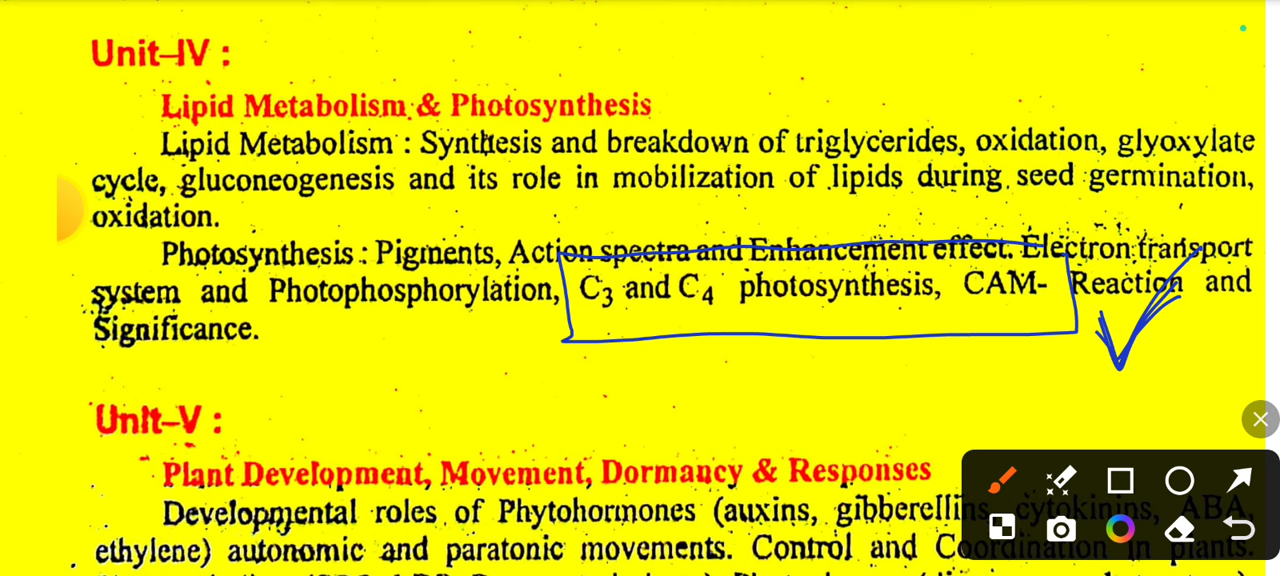 Unit-IV :
Lipid Metabolism & Photosynthesis
Lipid Metabolism : Synthesis and breakdown of triglycerides, oxidation, glyoxylate
cycle, gluconeogenesis and its role in mobilization of lipids during seed germination,
oxidation.
Photosynthesis : Pigments, Action spectra and Enhancement effect. Electron transport
system and Photophosphorylation, C3 and C4 photosynthesis, CAM- Reaction and
Significance.
Unit-V :
Plant Development, Movement, Dormancy & Responses
Developmental roles of Phytohormones (auxins, gibberellins, cytokinins, ABA,
ethylene) autonomic and paratonic movements. Control and Coordination in plants.